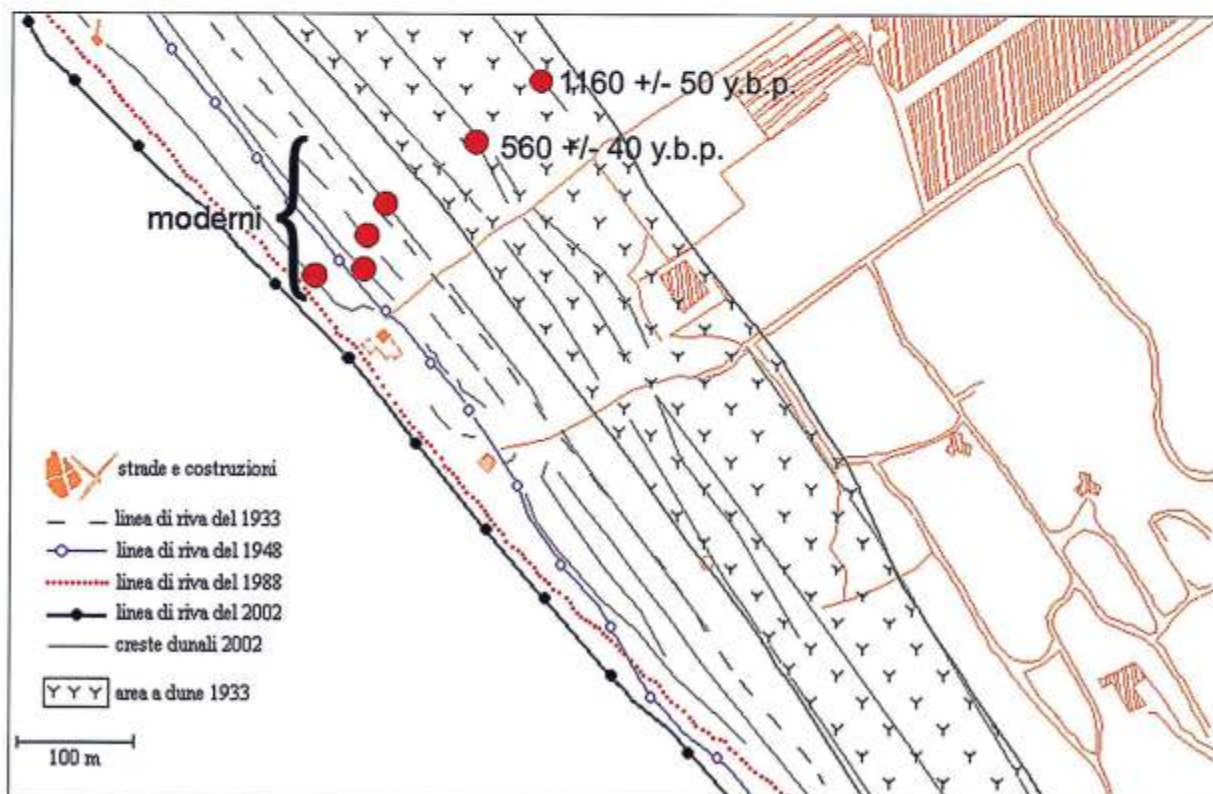 1160 +/- 50 y.b.p.
560 +/- 40 y.b.p.
moderni
strade e costruzioni
linea di riva del 1933
linea di riva del 1948
linea di riva del 1988
linea di riva del 2002
creste dunali 2002
area a dune 1933
100 m